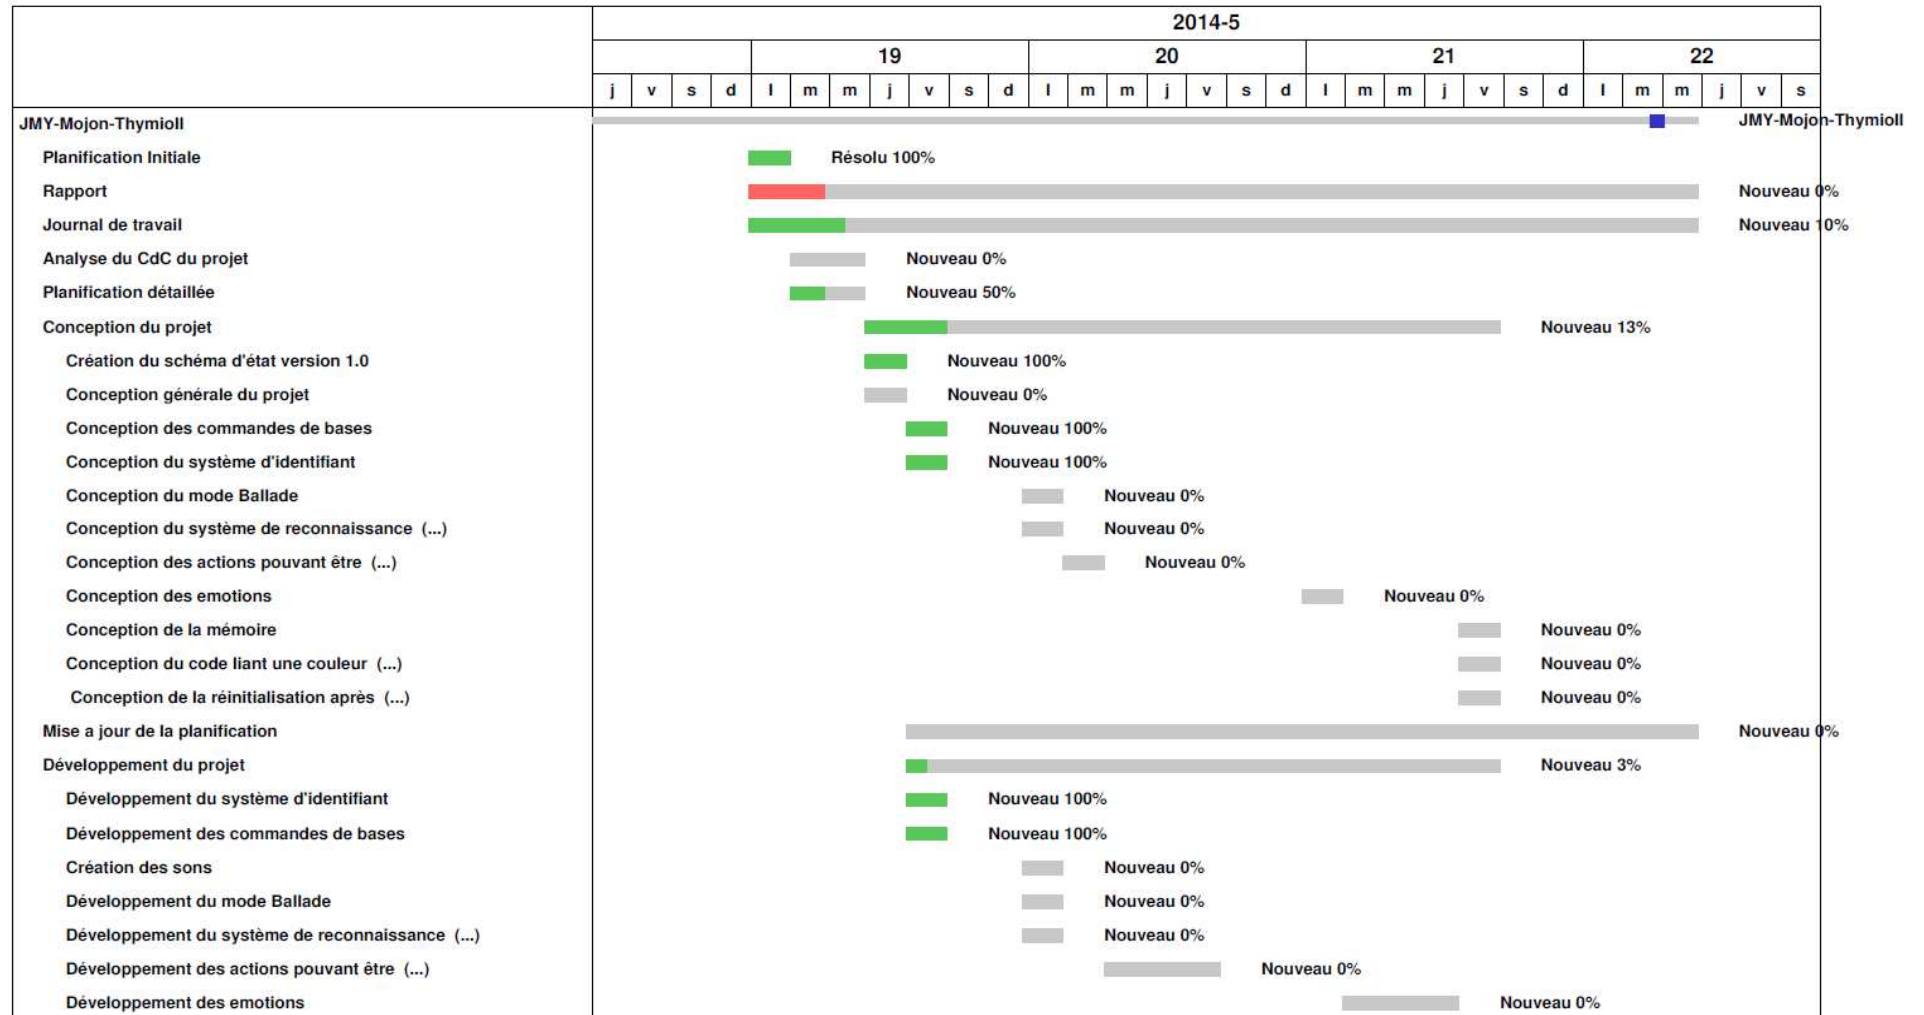 2014-5
19 20 21 22
j v s d l m m j v s d l m m j v s d l m m j v s d l m m j v s
JMY-Mojon-ThymioII JMY-Mojon-ThymioII
Planification Initiale Résolu 100%
Rapport Nouveau 0%
Journal de travail Nouveau 10%
Analyse du CdC du projet Nouveau 0%
Planification détaillée Nouveau 50%
Conception du projet Nouveau 13%
Création du schéma d'état version 1.0 Nouveau 100%
Conception générale du projet Nouveau 0%
Conception des commandes de bases Nouveau 100%
Conception du système d'identifiant Nouveau 100%
Conception du mode Ballade Nouveau 0%
Conception du système de reconnaissance (...) Nouveau 0%
Conception des actions pouvant être (...) Nouveau 0%
Conception des emotions Nouveau 0%
Conception de la mémoire Nouveau 0%
Conception du code liant une couleur (...) Nouveau 0%
Conception de la réinitialisation après (...) Nouveau 0%
Mise a jour de la planification Nouveau 0%
Développement du projet Nouveau 3%
Développement du système d'identifiant Nouveau 100%
Développement des commandes de bases Nouveau 100%
Création des sons Nouveau 0%
Développement du mode Ballade Nouveau 0%
Développement du système de reconnaissance (...) Nouveau 0%
Développement des actions pouvant être (...) Nouveau 0%
Développement des emotions Nouveau 0%